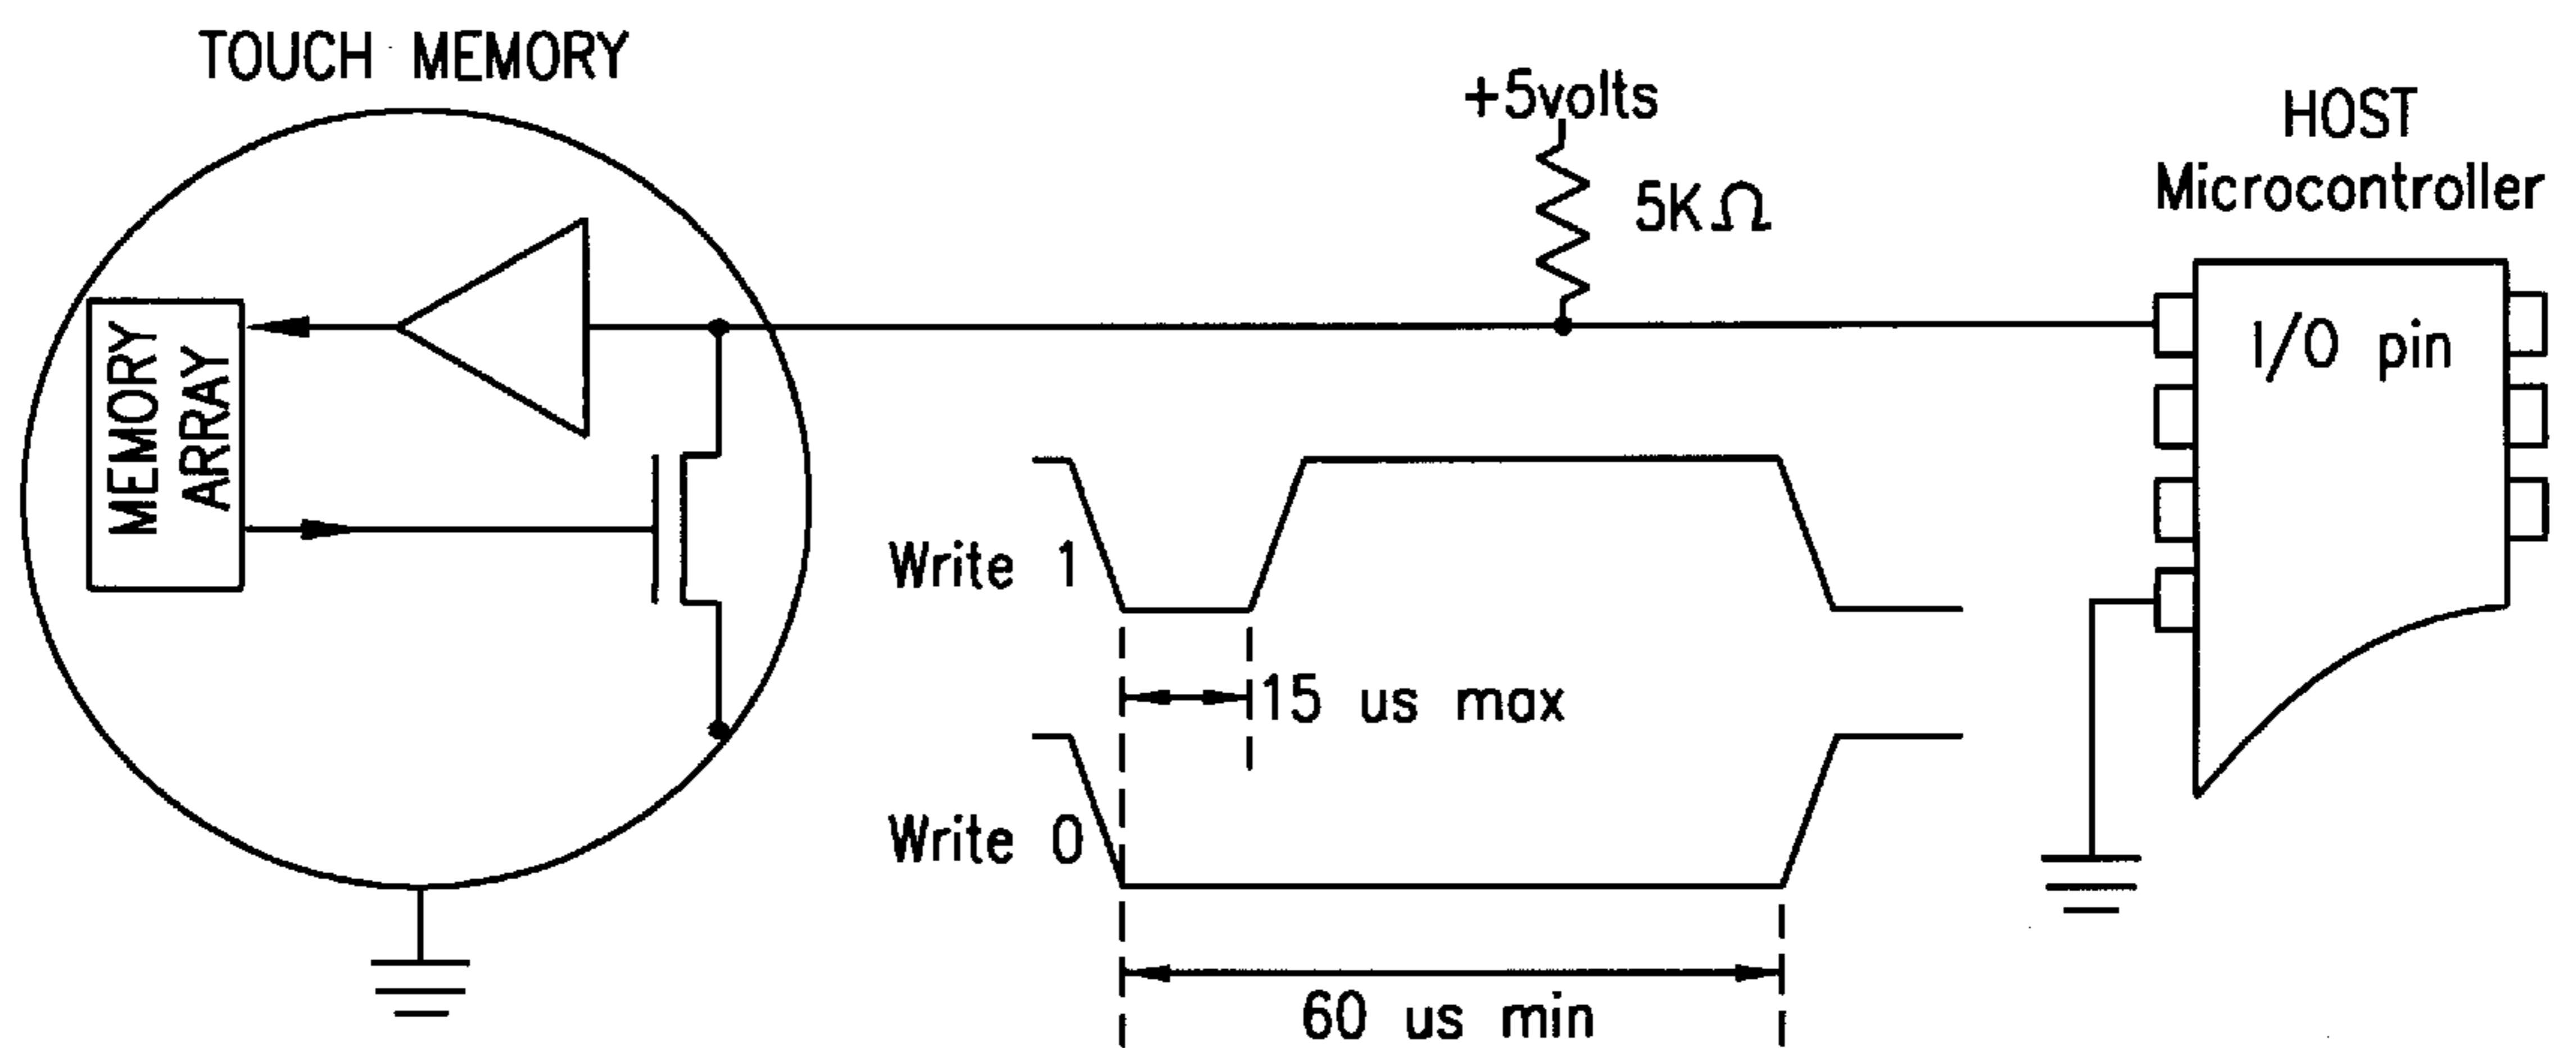 TOUCH MEMORY
+5volts
HOST
Microcontroller
5KΩ
I/O pin
MEMORY
ARRAY
Write 1
15 us max
Write 0
60 us min